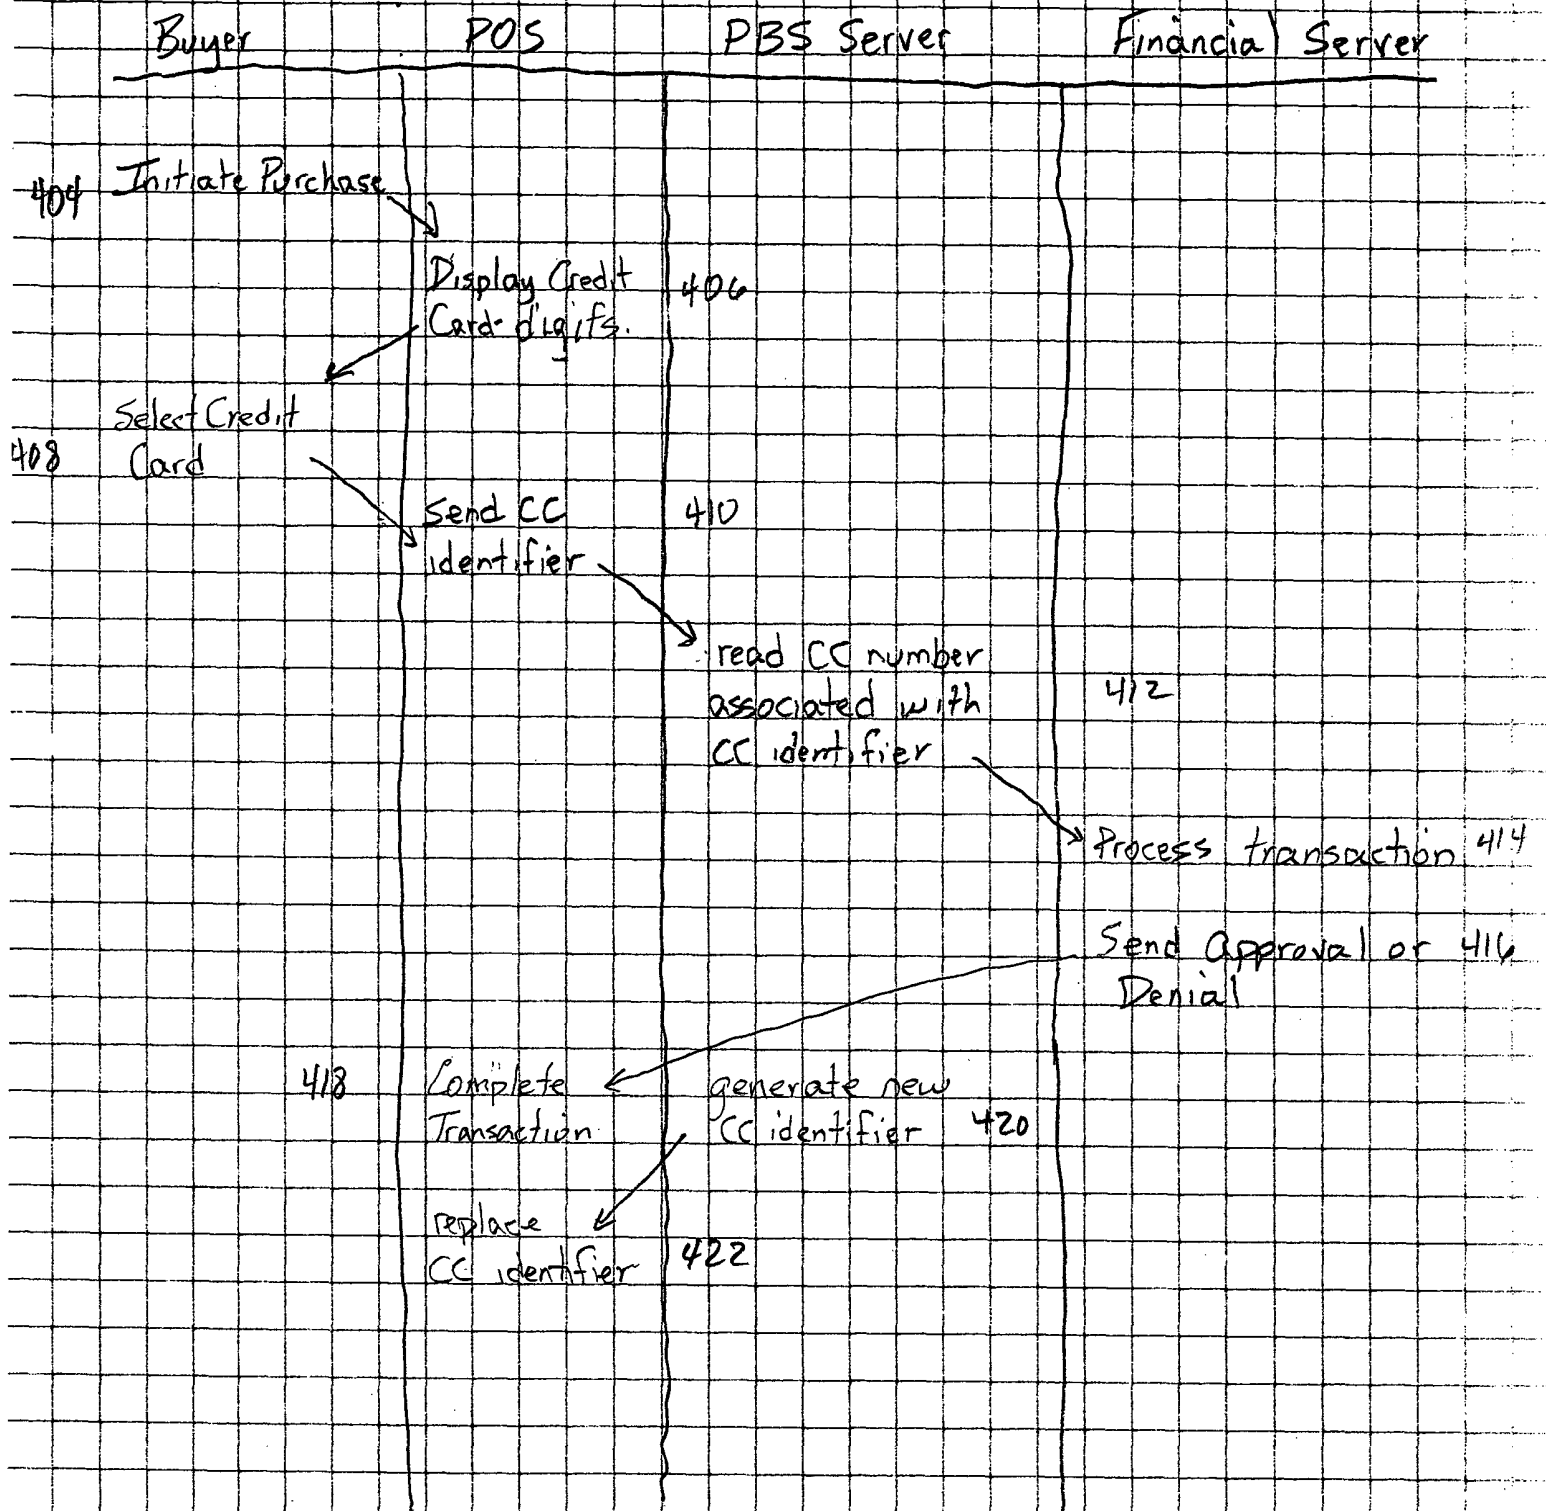 Buyer POS PBS Server Financial Server
404 Initiate Purchase
Display Credit 406
Card digits.
Select Credit
408 Card
Send CC 410
identifier
read CC number
associated with 412
CC identifier
Process transaction 414
Send Approval or 416
Denial
418 Complete generate new
Transaction CC identifier 420
replace
CC identifier 422